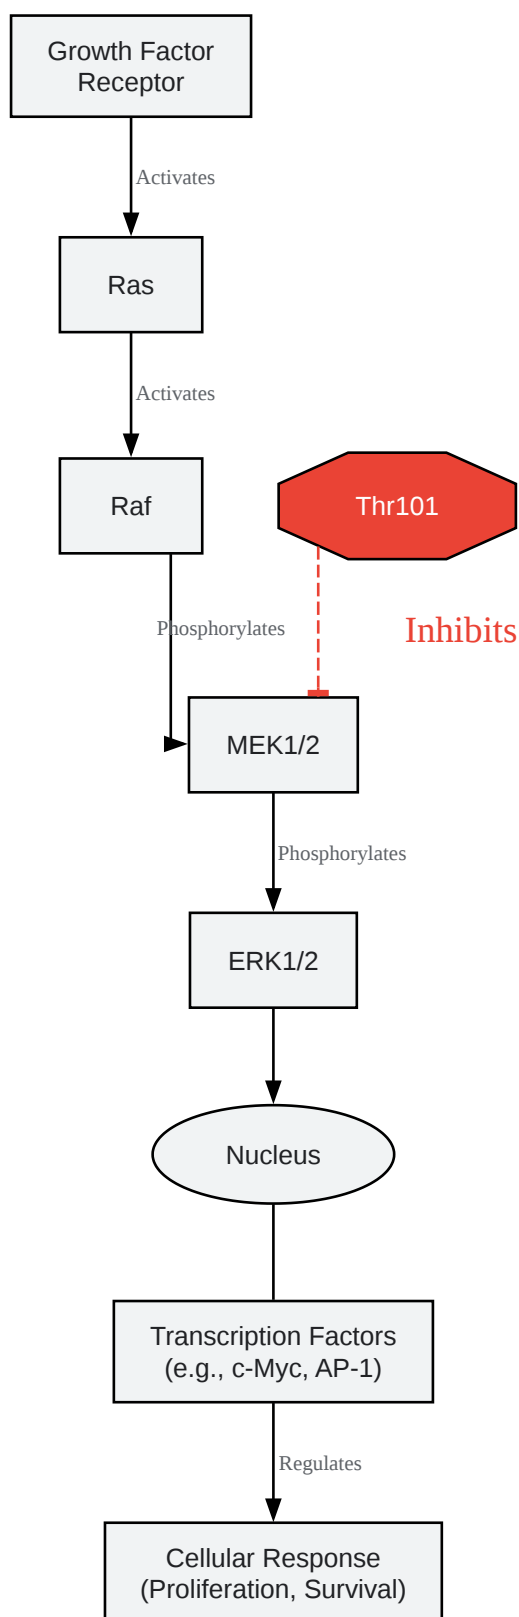 Growth Factor
Receptor
Activates
Ras
Activates
Raf
Thr101
Phosphorylates
Inhibits
MEK1/2
Phosphorylates
ERK1/2
Nucleus
Transcription Factors
(e.g., c-Myc, AP-1)
Regulates
Cellular Response
(Proliferation, Survival)